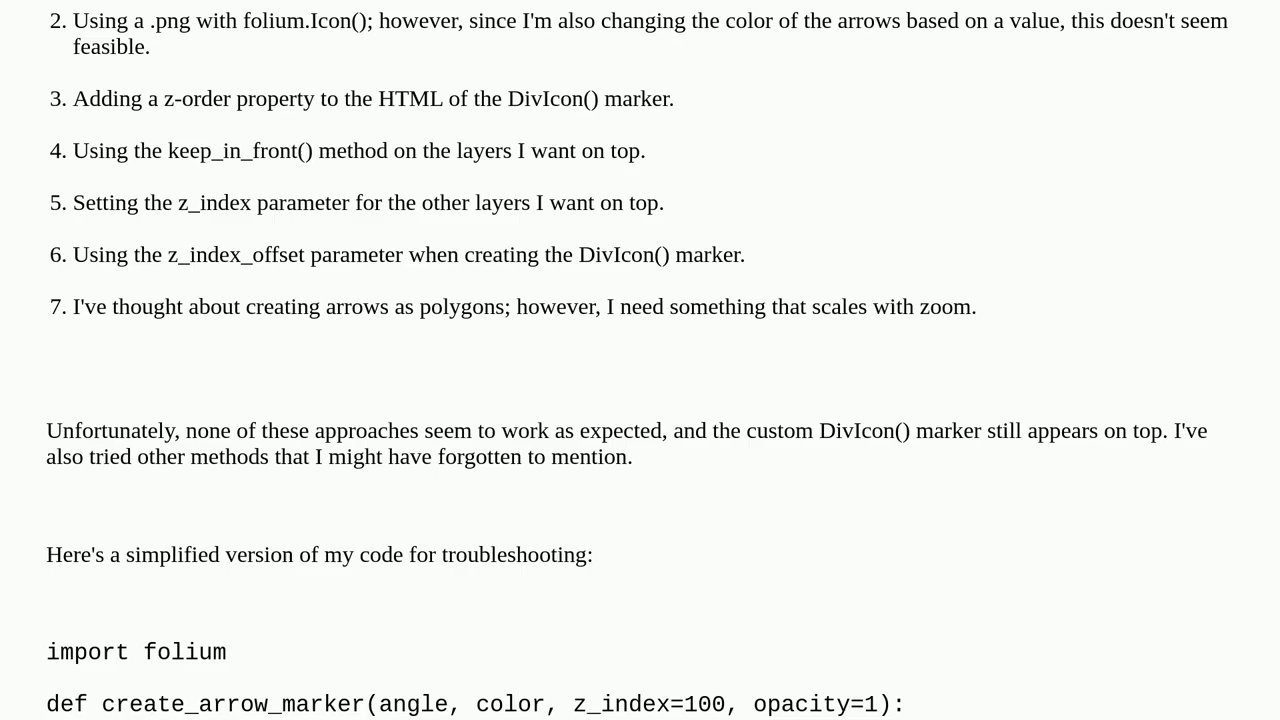 2. Using a .png with folium.Icon(); however, since I'm also changing the color of the arrows based on a value, this doesn't seem
feasible.
3. Adding a z-order property to the HTML of the DivIcon() marker.
4. Using the keep_in_front() method on the layers I want on top.
5. Setting the z_index parameter for the other layers I want on top.
6. Using the z_index_offset parameter when creating the DivIcon() marker.
7. I've thought about creating arrows as polygons; however, I need something that scales with zoom.
Unfortunately, none of these approaches seem to work as expected, and the custom DivIcon() marker still appears on top. I've
also tried other methods that I might have forgotten to mention.
Here's a simplified version of my code for troubleshooting:
import folium
def create_arrow_marker(angle, color, z_index=100, opacity=1):